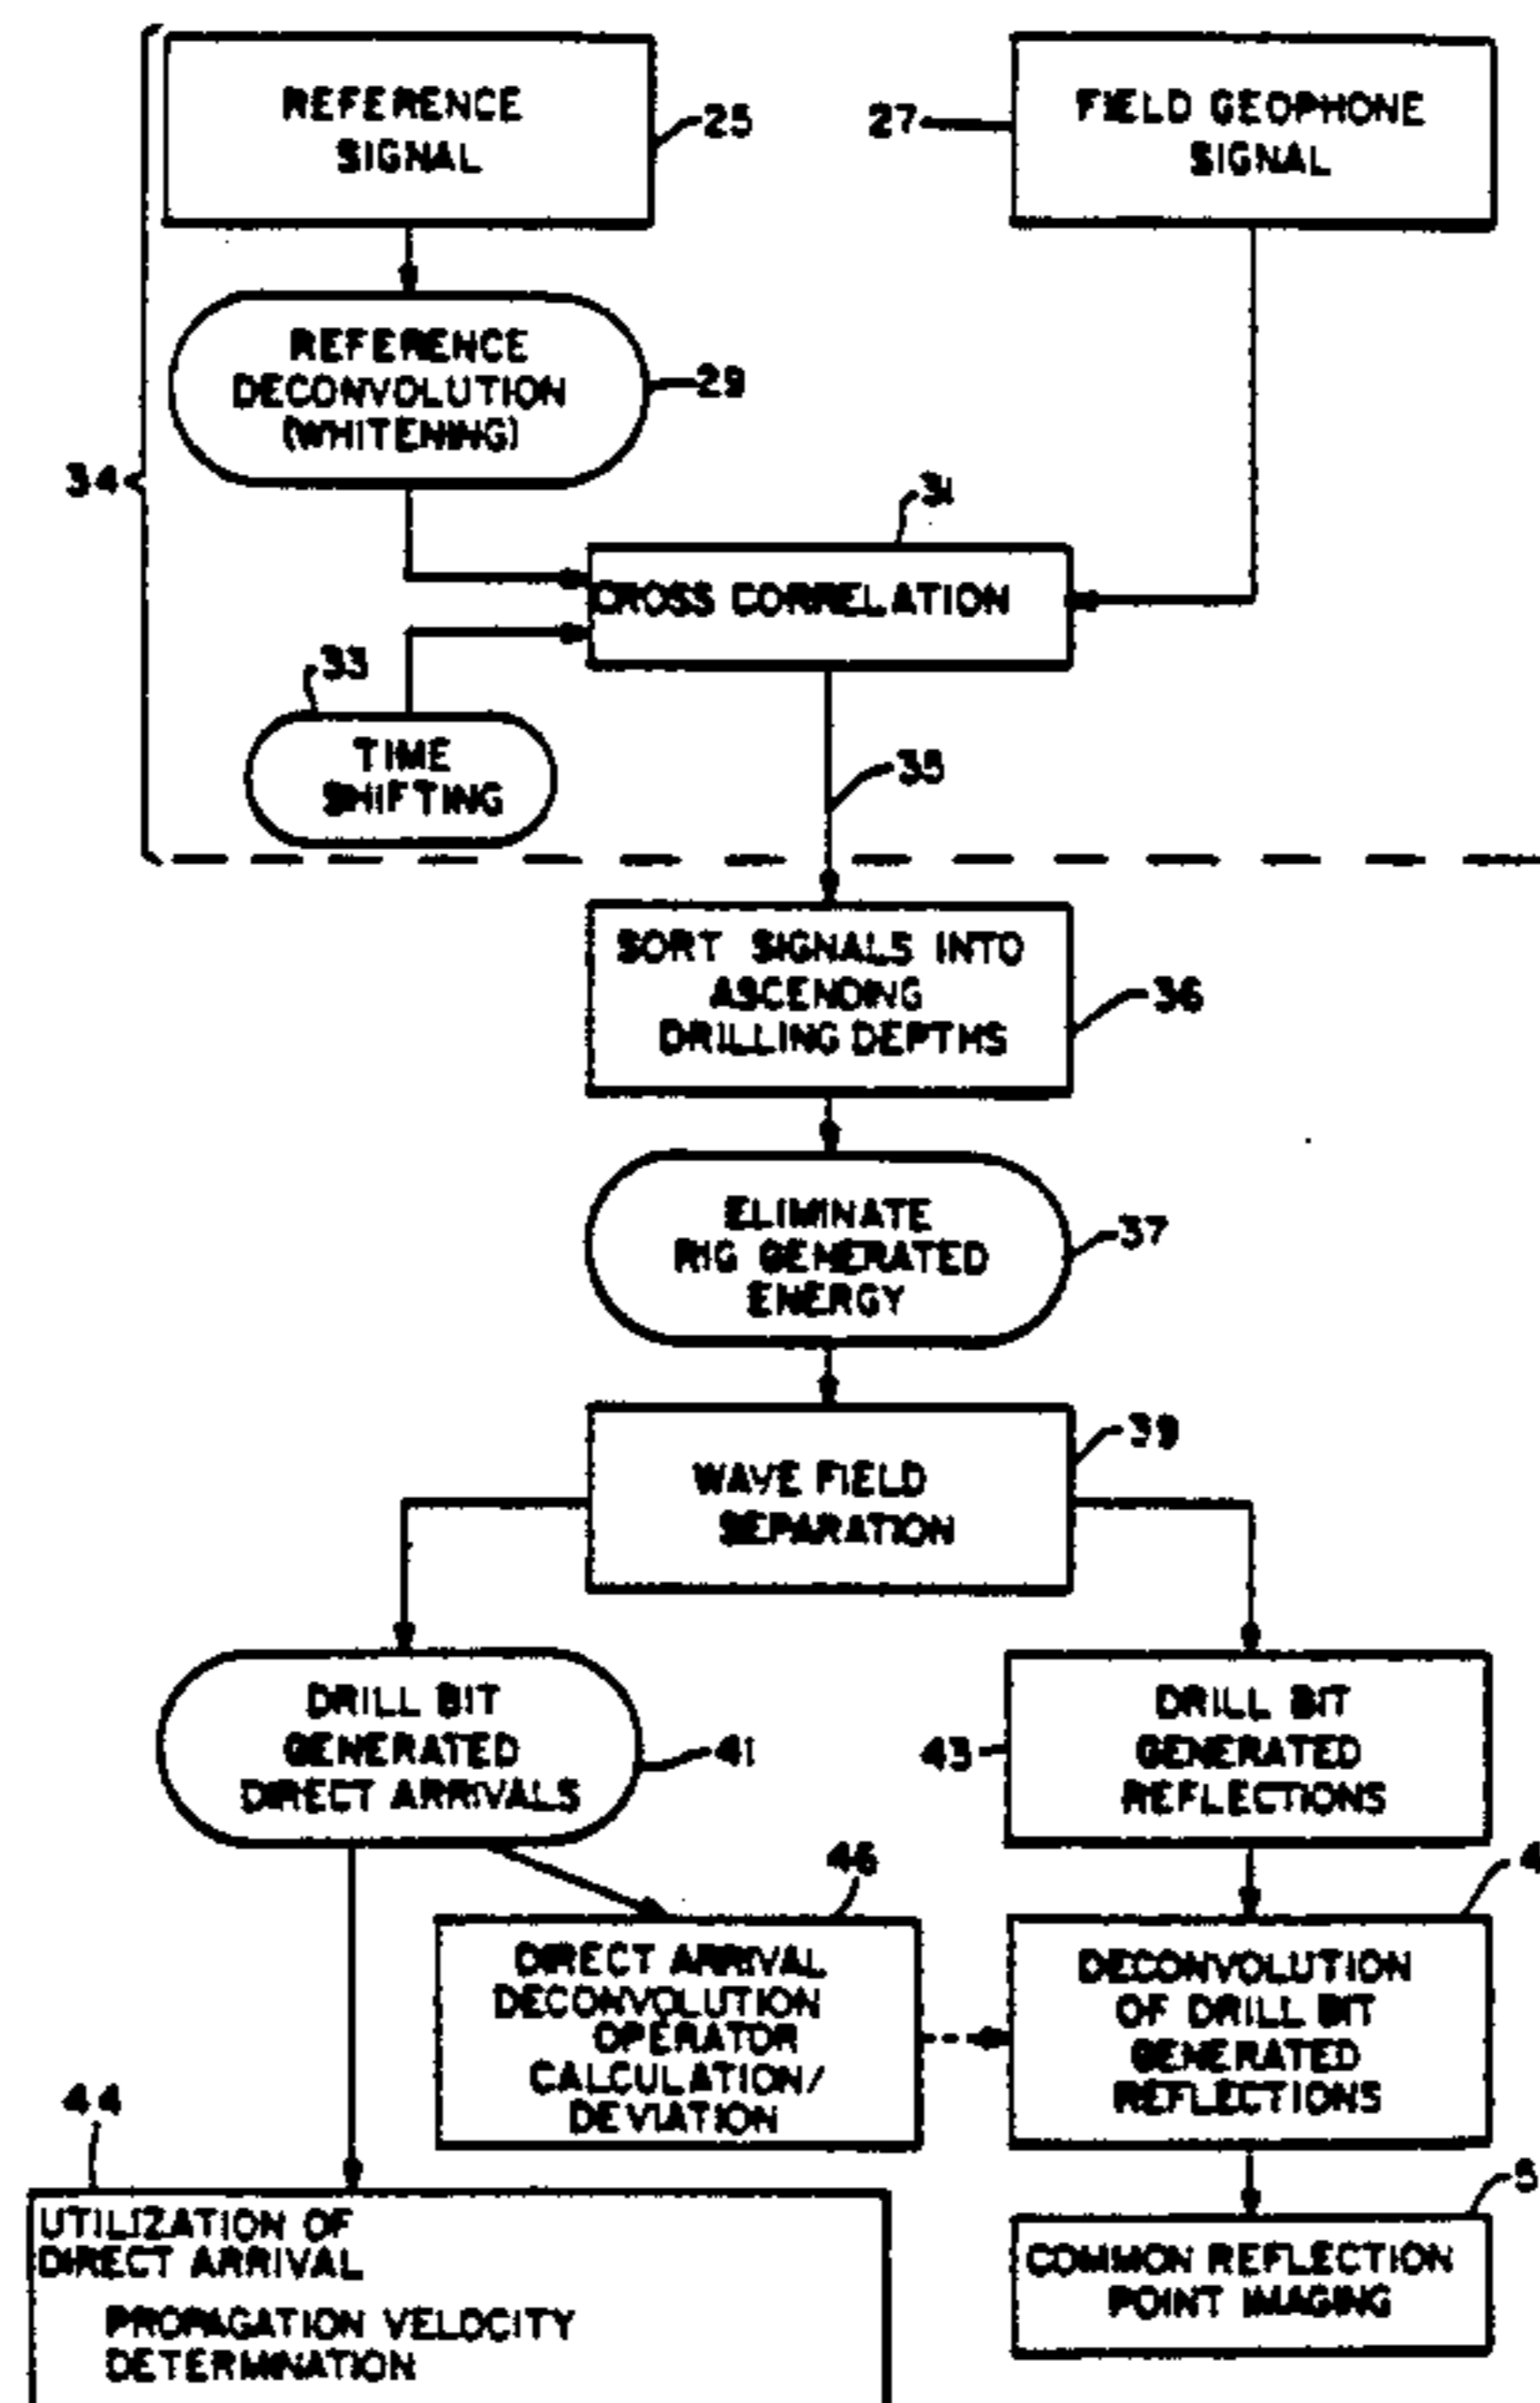 REFERENCE
SIGNAL
25
27
FIELD GEOPHONE
SIGNAL
REFERENCE
DECONVOLUTION
(WHITENING)
29
34
31
CROSS CORRELATION
33
TIME
SHIFTING
35
SORT SIGNALS INTO
ASCENDING
DRILLING DEPTHS
36
ELIMINATE
RIG GENERATED
ENERGY
37
39
WAVE FIELD
SEPARATION
DRILL BIT
GENERATED
DIRECT ARRIVALS
41
43
DRILL BIT
GENERATED
REFLECTIONS
46
DIRECT ARRIVAL
DECONVOLUTION
OPERATOR
CALCULATION/
DEVIATION
4
DECONVOLUTION
OF DRILL BIT
GENERATED
REFLECTIONS
44
UTILIZATION OF
DIRECT ARRIVAL
PROPAGATION VELOCITY
DETERMINATION
5
COMMON REFLECTION
POINT IMAGING